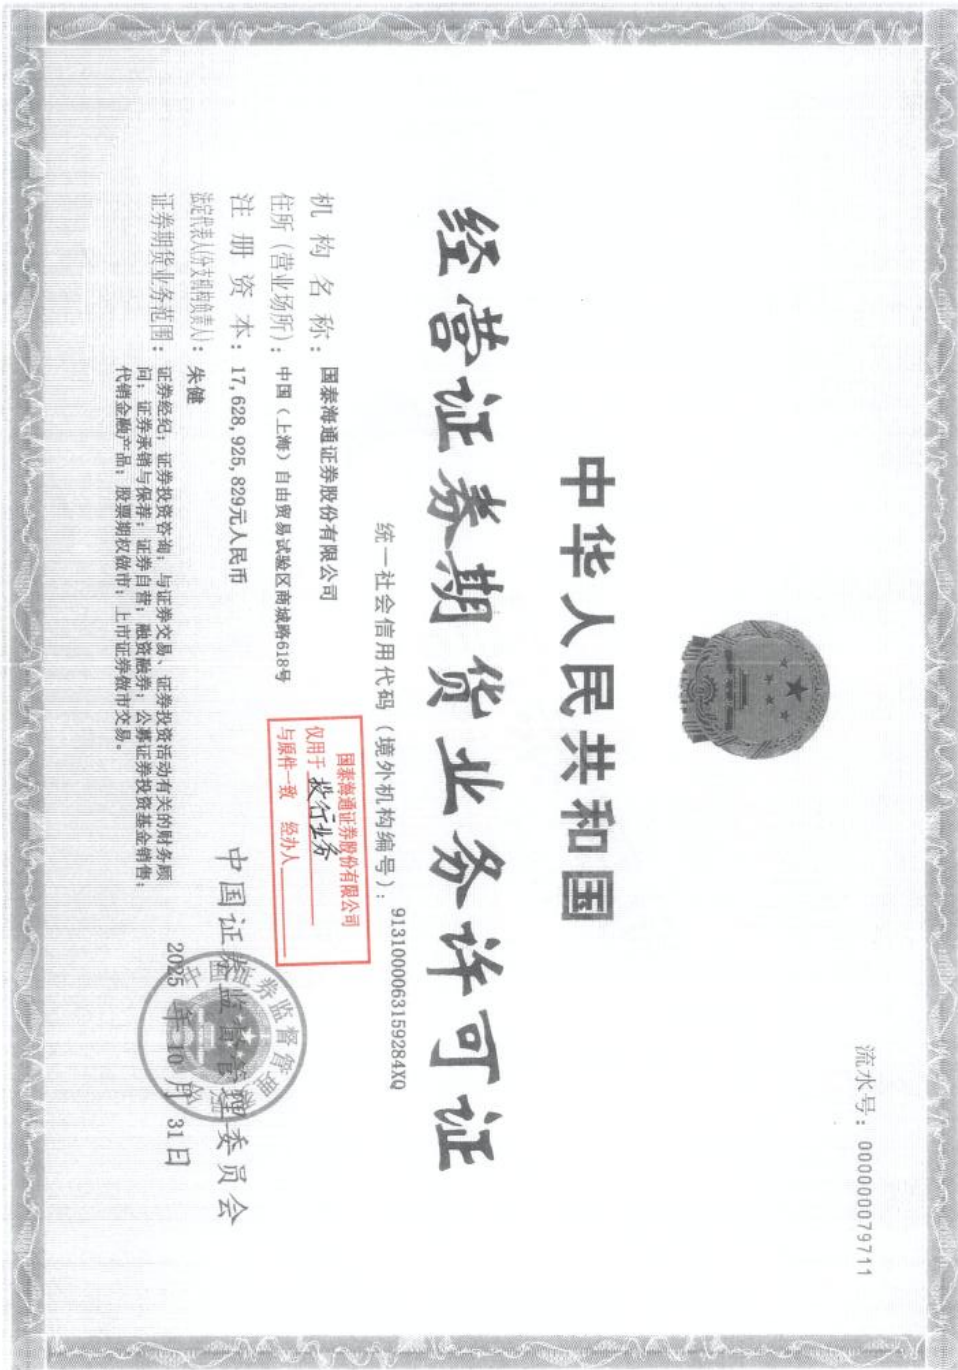 流水号：000000079711
中华人民共和国
经营证券期货业务许可证
统一社会信用代码（境外机构编号）：9131000063159284XQ
机构名称：国泰海通证券股份有限公司
住所（营业场所）：中国（上海）自由贸易试验区商城路618号
注册资本：17,628,925,829元人民币
法定代表人(分支机构负责人)：朱健
证券期货业务范围：证券经纪；证券投资咨询；与证券交易、证券投资活动有关的财务顾
问；证券承销与保荐；证券自营；融资融券；公募证券投资基金销售；
代销金融产品；股票期权做市；上市证券做市交易。
国泰海通证券股份有限公司
仅用于 投行业务
与原件一致 经办人
中国证券监督管理委员会
2025年10月31日
中国证券监督管理委员会